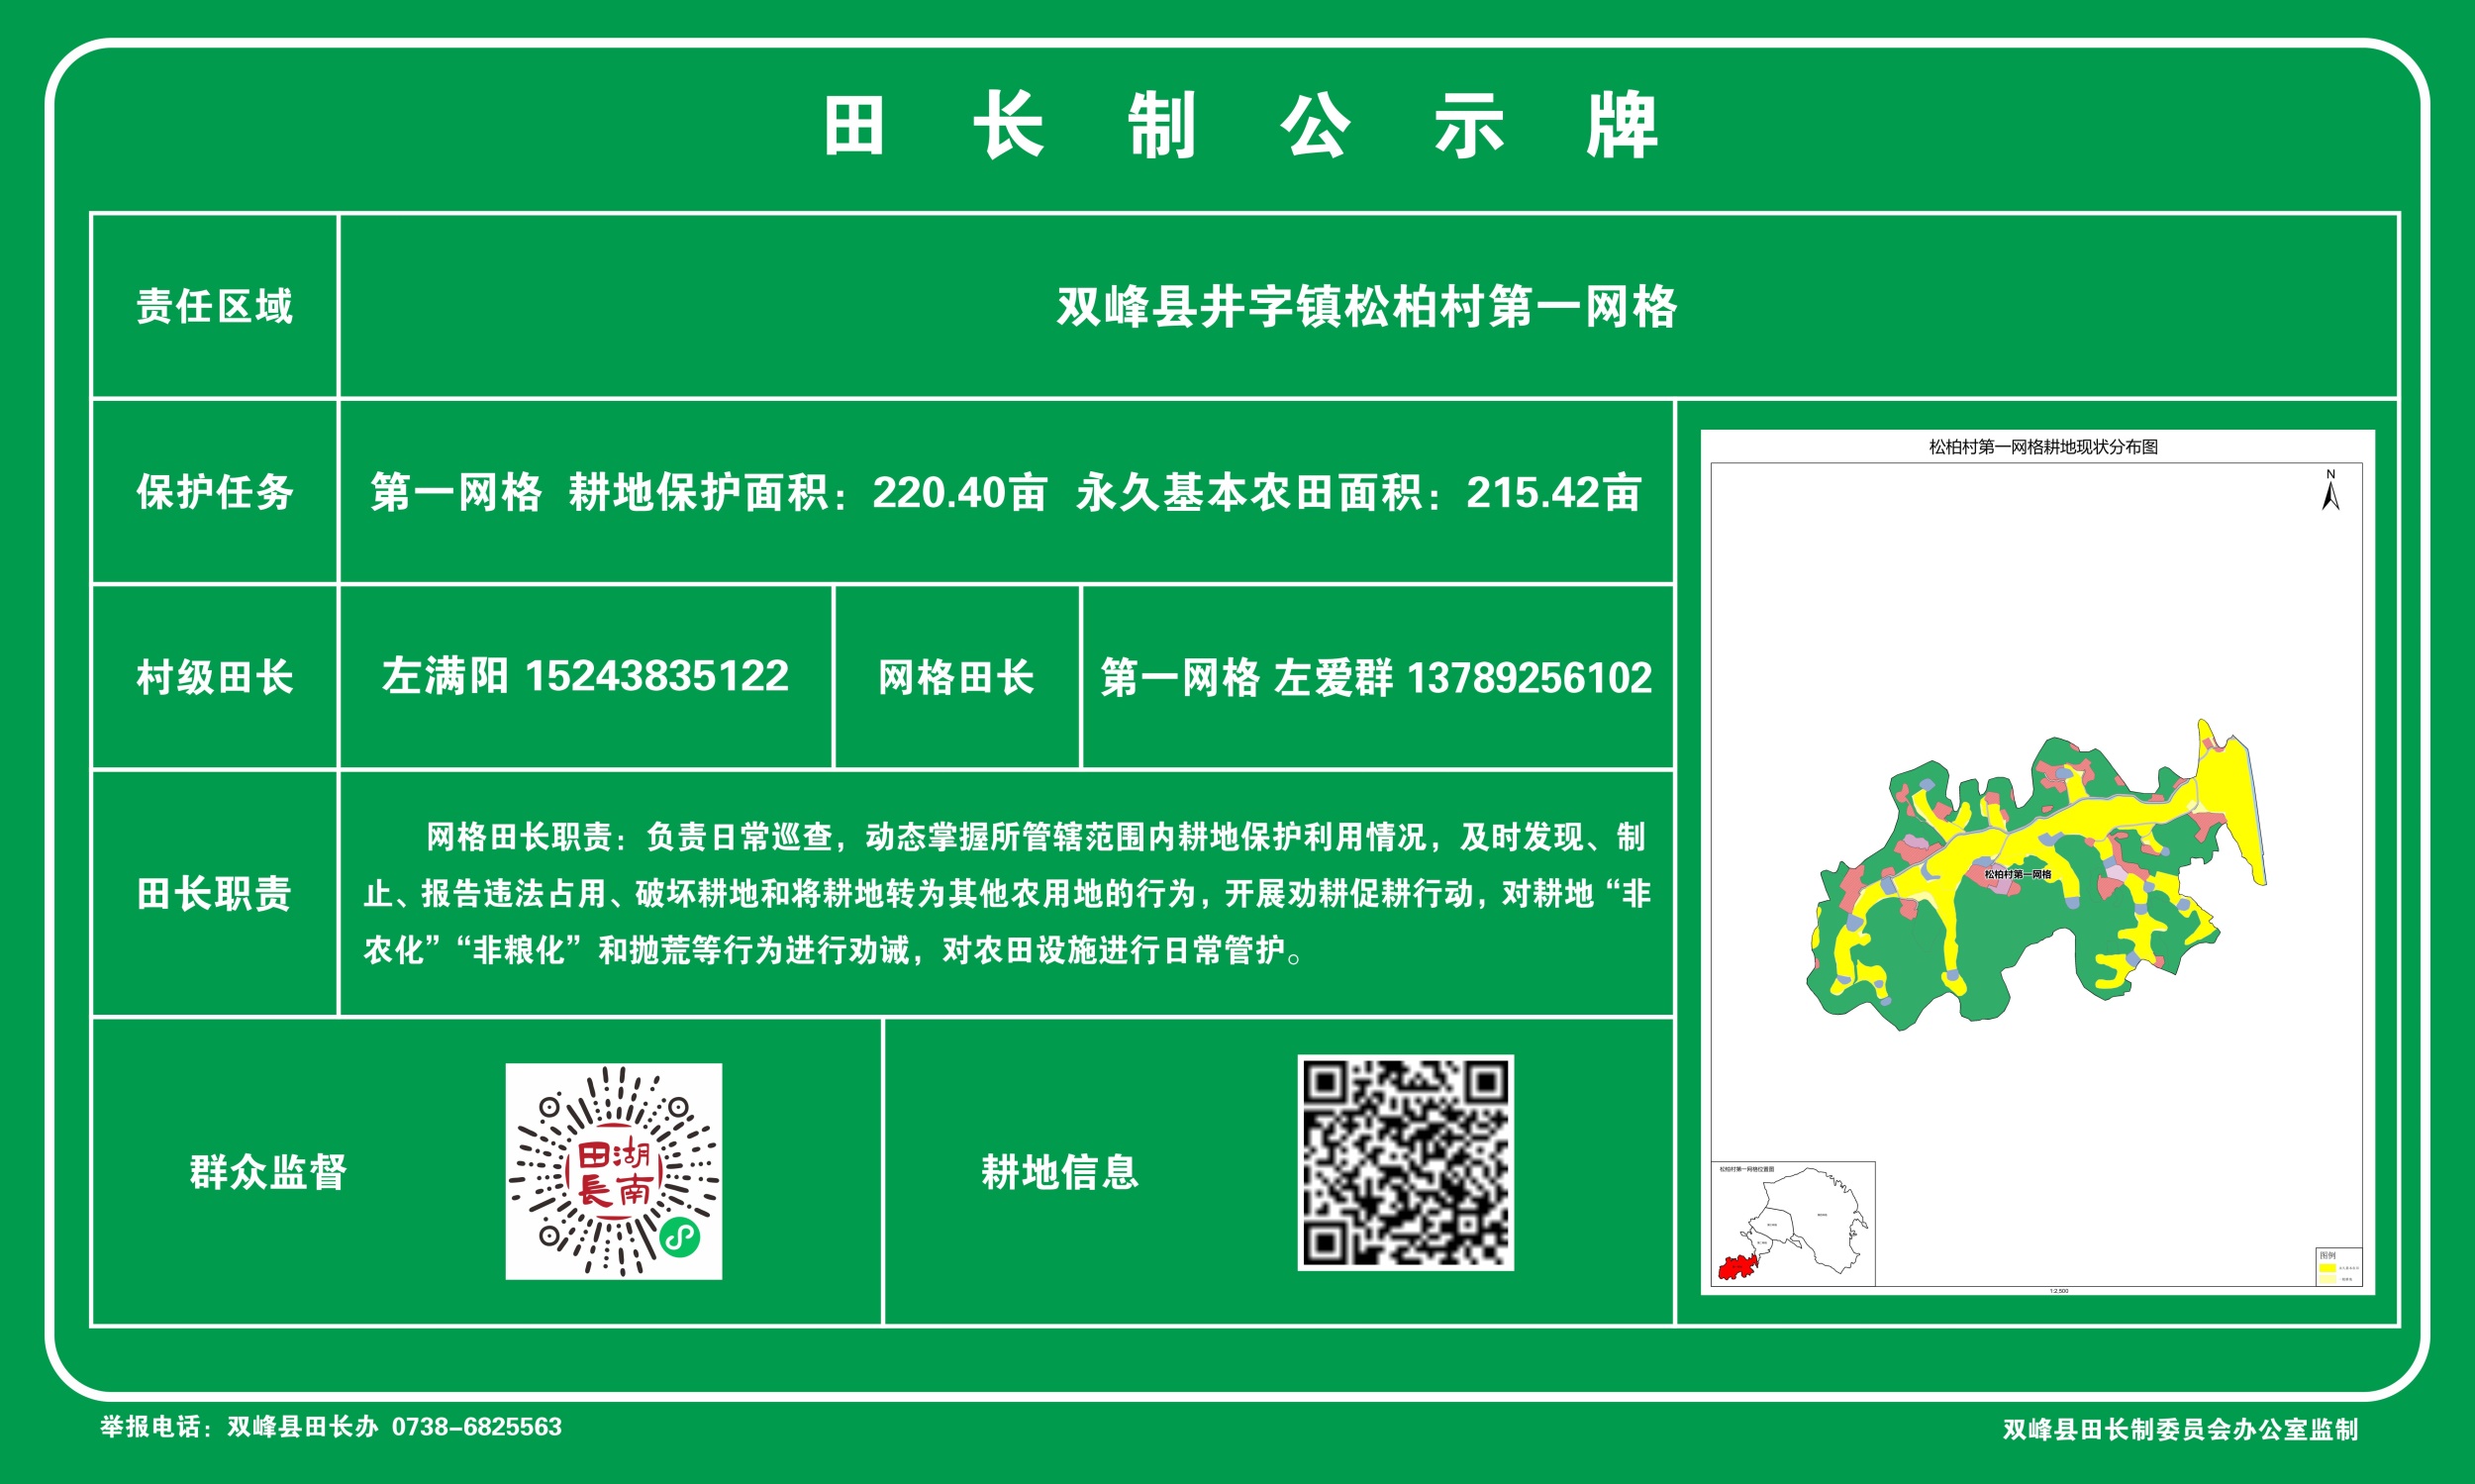 田长制公示牌
责任区域
双峰县井字镇松柏村第一网格
保护任务
第一网格 耕地保护面积：220.40亩 永久基本农田面积：215.42亩
村级田长
左满阳 15243835122
网格田长
第一网格 左爱群 13789256102
田长职责
网格田长职责：负责日常巡查，动态掌握所管辖范围内耕地保护利用情况，及时发现、制
止、报告违法占用、破坏耕地和将耕地转为其他农用地的行为，开展劝耕促耕行动，对耕地“非
农化”“非粮化”和抛荒等行为进行劝诫，对农田设施进行日常管护。
群众监督
湖南
田長
耕地信息
松柏村第一网格耕地现状分布图
N
松柏村第一网格
松柏村第一网格位置图
图例
1:2,500
举报电话：双峰县田长办 0738-6825563
双峰县田长制委员会办公室监制